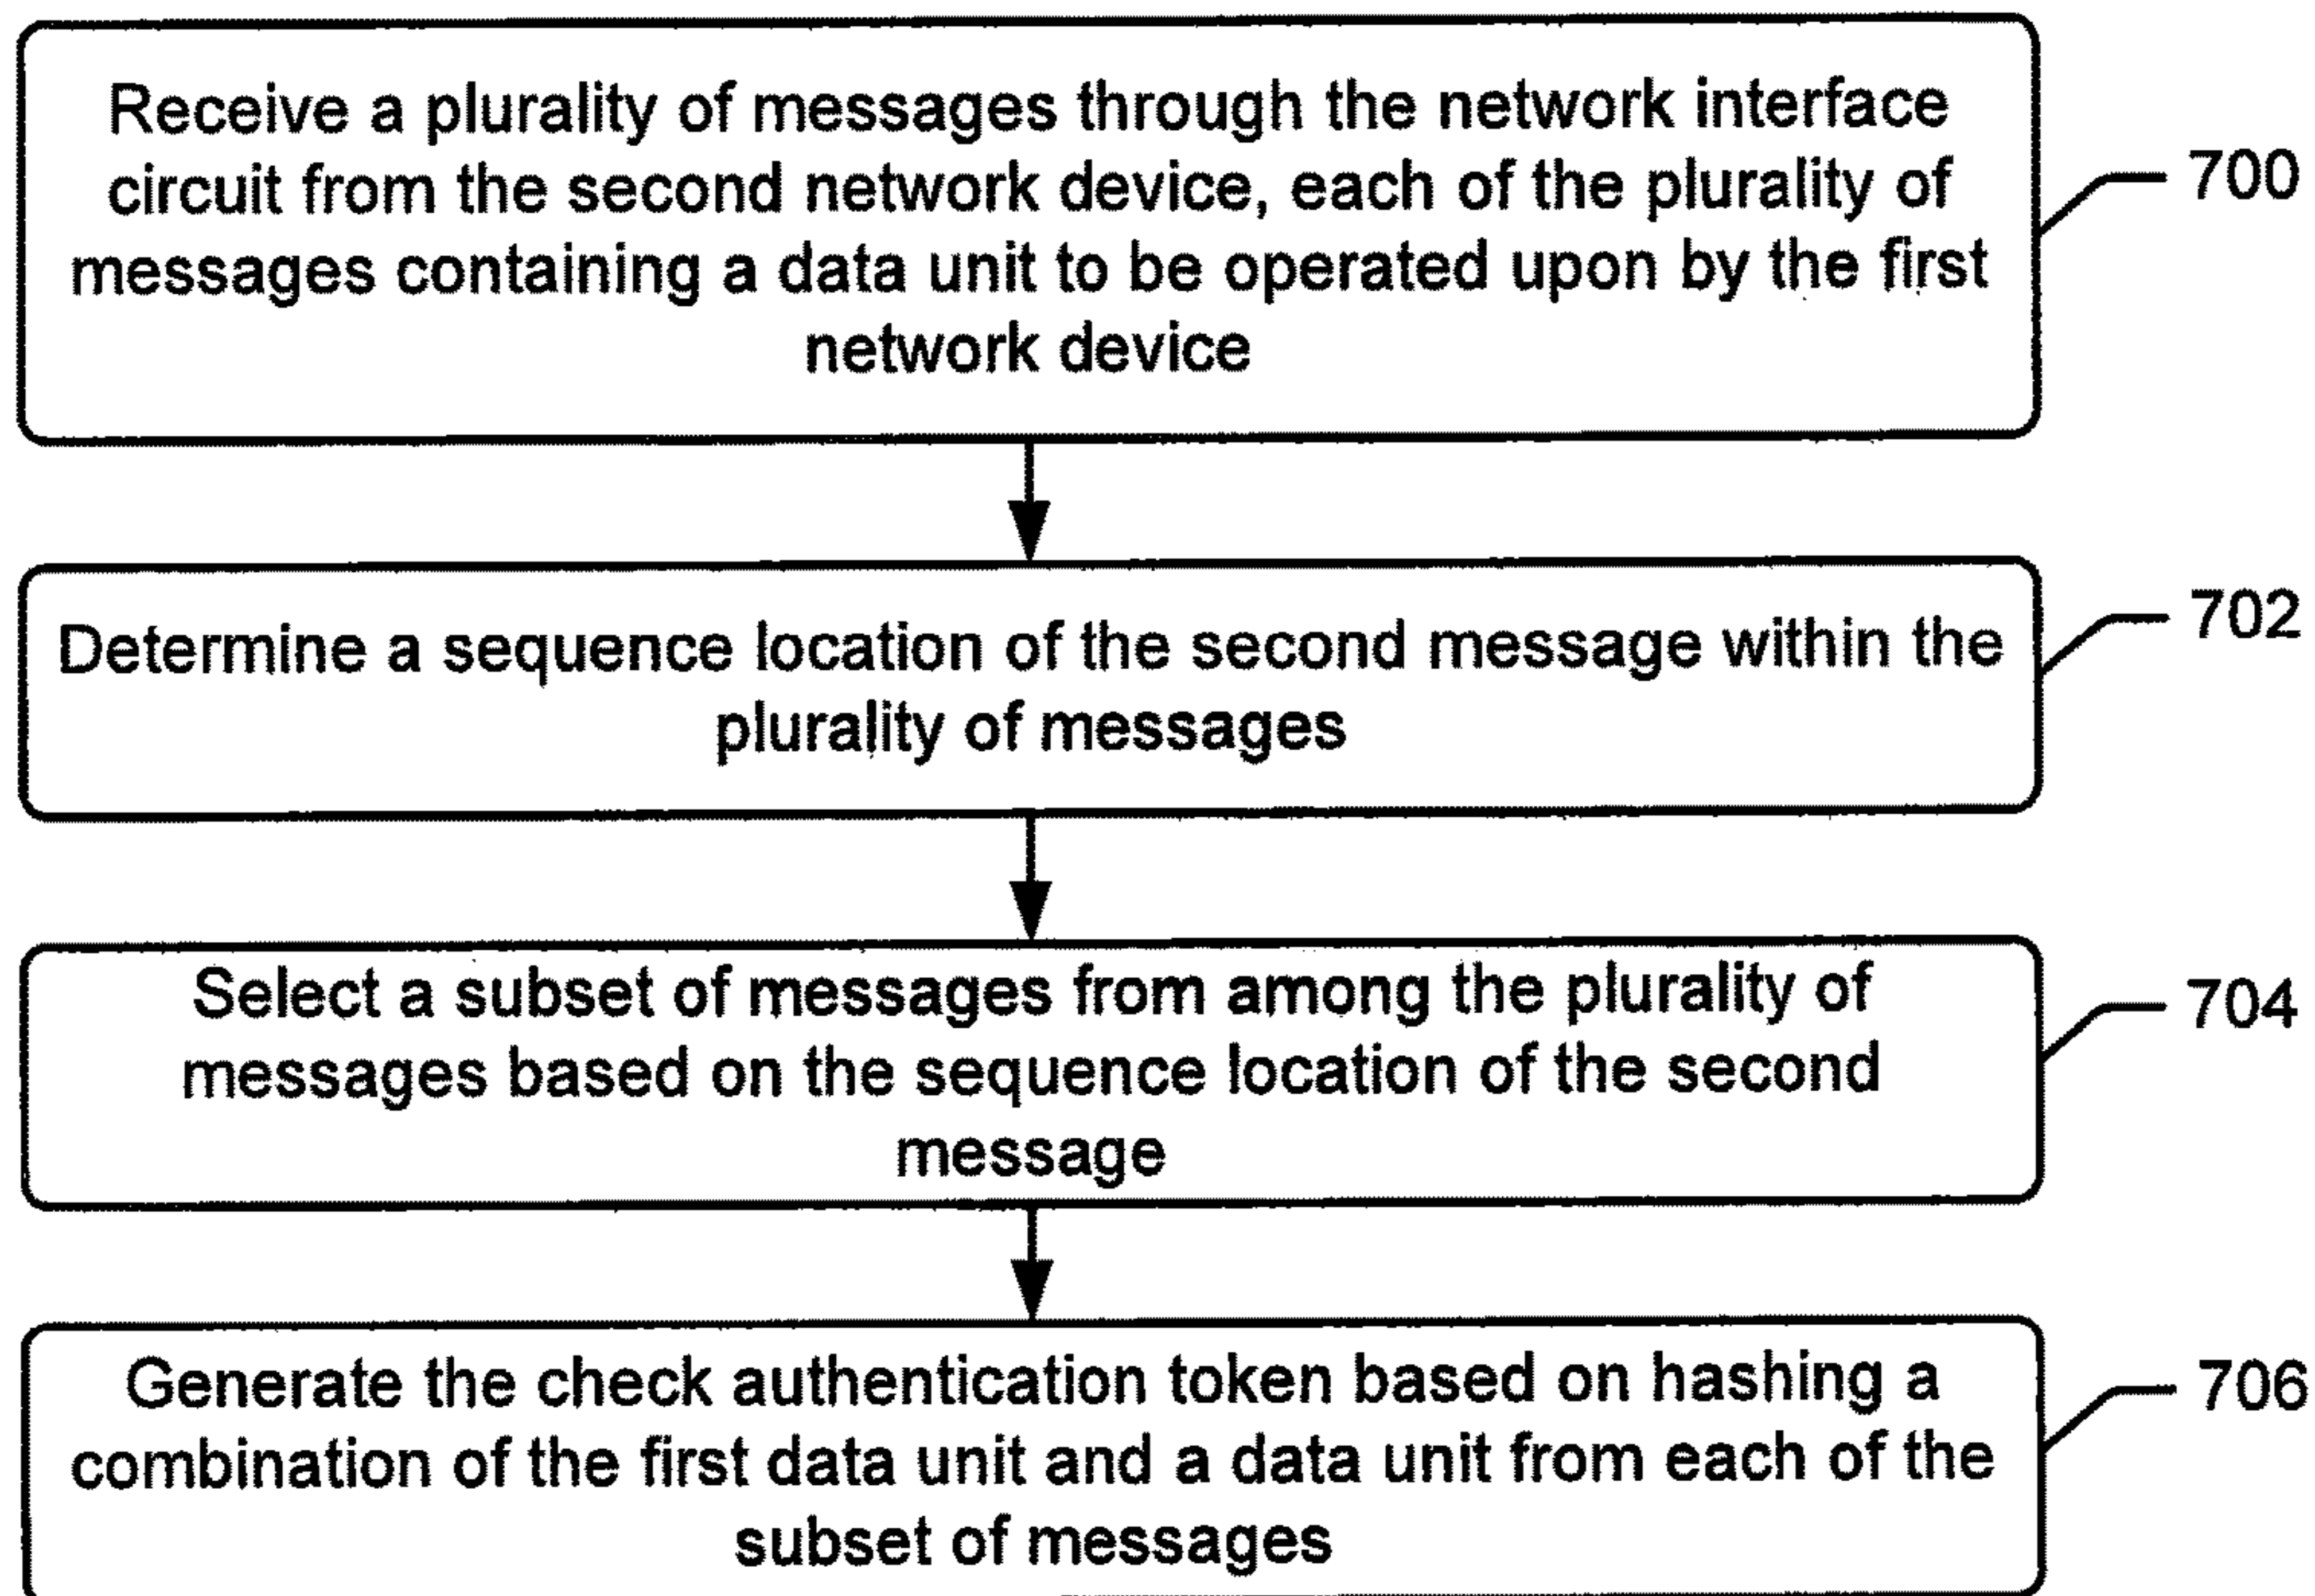 Receive a plurality of messages through the network interface
circuit from the second network device, each of the plurality of
messages containing a data unit to be operated upon by the first
network device
700
Determine a sequence location of the second message within the
plurality of messages
702
Select a subset of messages from among the plurality of
messages based on the sequence location of the second
message
704
Generate the check authentication token based on hashing a
combination of the first data unit and a data unit from each of the
subset of messages
706